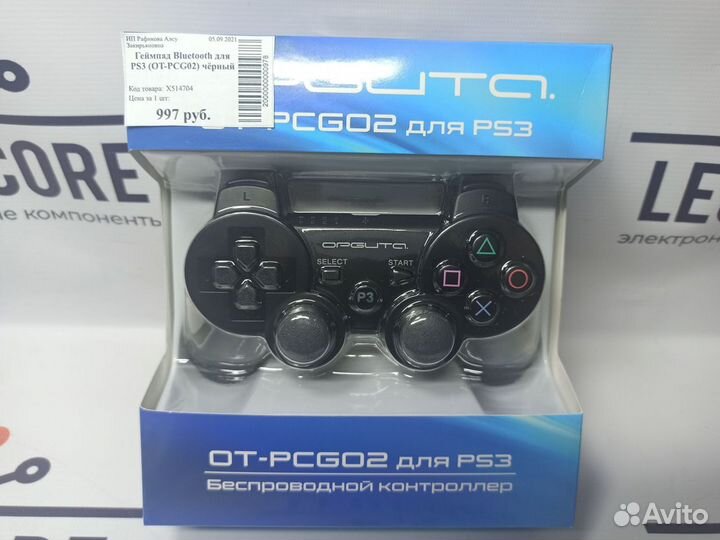 ИП Рафикова Алсу 05.09.2021
Закирьяновна
Геймпад Bluetooth для
PS3 (OT-PCG02) чёрный
Код товара: X514704
Цена за 1 шт:
997 руб.
2000000000978
ОРБИТА.
OT-PCG02 для PS3
CORE
ые компоненты
LE
электрон
L
R
ОРБИТА.
SELECT
START
P3
OT-PCG02 для PS3
Беспроводной контроллер
Avito